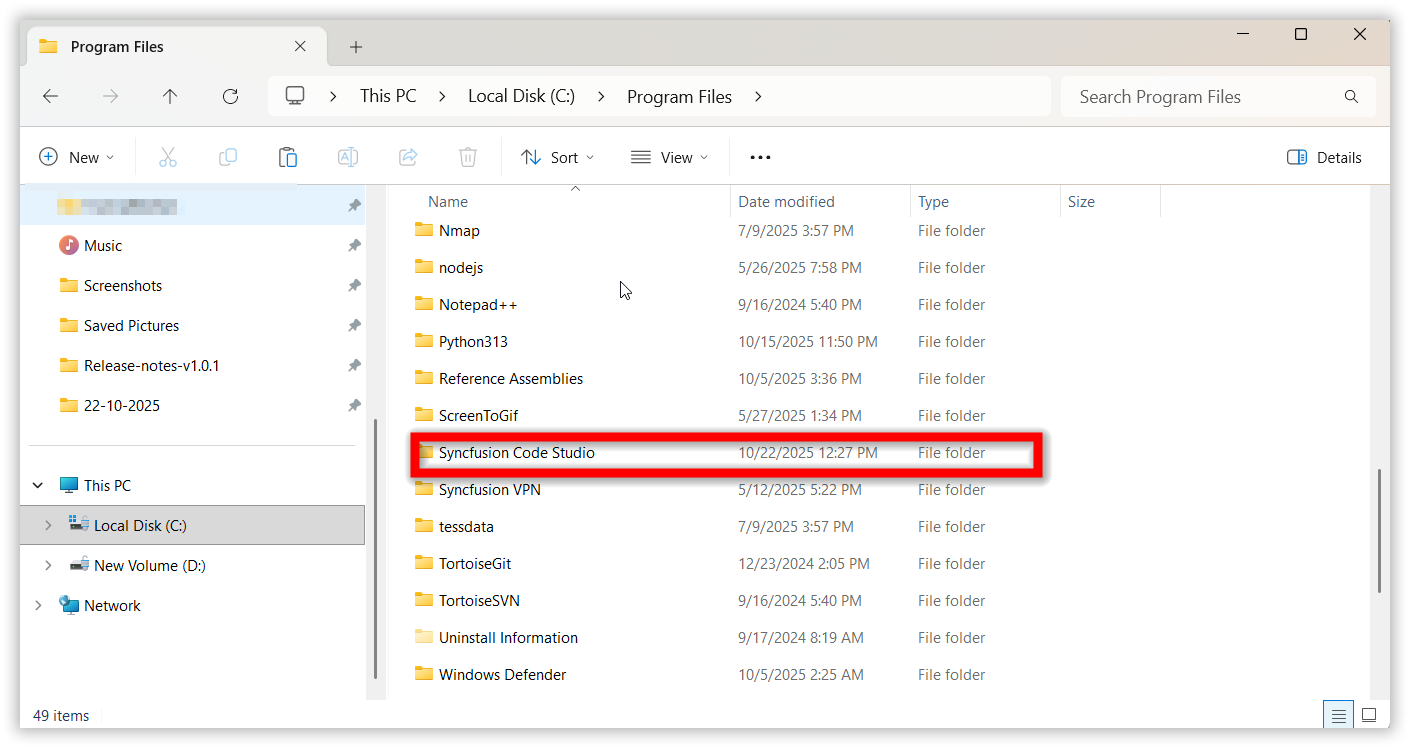 Program Files
This PC Local Disk (C:) Program Files
Search Program Files
New Sort View ••• Details
Music
Screenshots
Saved Pictures
Release-notes-v1.0.1
22-10-2025
This PC
Local Disk (C:)
New Volume (D:)
Network
Name Date modified Type Size
Nmap 7/9/2025 3:57 PM File folder
nodejs 5/26/2025 7:58 PM File folder
Notepad++ 9/16/2024 5:40 PM File folder
Python313 10/15/2025 11:50 PM File folder
Reference Assemblies 10/5/2025 3:36 PM File folder
ScreenToGif 5/27/2025 1:34 PM File folder
Syncfusion Code Studio 10/22/2025 12:27 PM File folder
Syncfusion VPN 5/12/2025 5:22 PM File folder
tessdata 7/9/2025 3:57 PM File folder
TortoiseGit 12/23/2024 2:05 PM File folder
TortoiseSVN 9/16/2024 5:40 PM File folder
Uninstall Information 9/17/2024 8:19 AM File folder
Windows Defender 10/5/2025 2:25 AM File folder
49 items